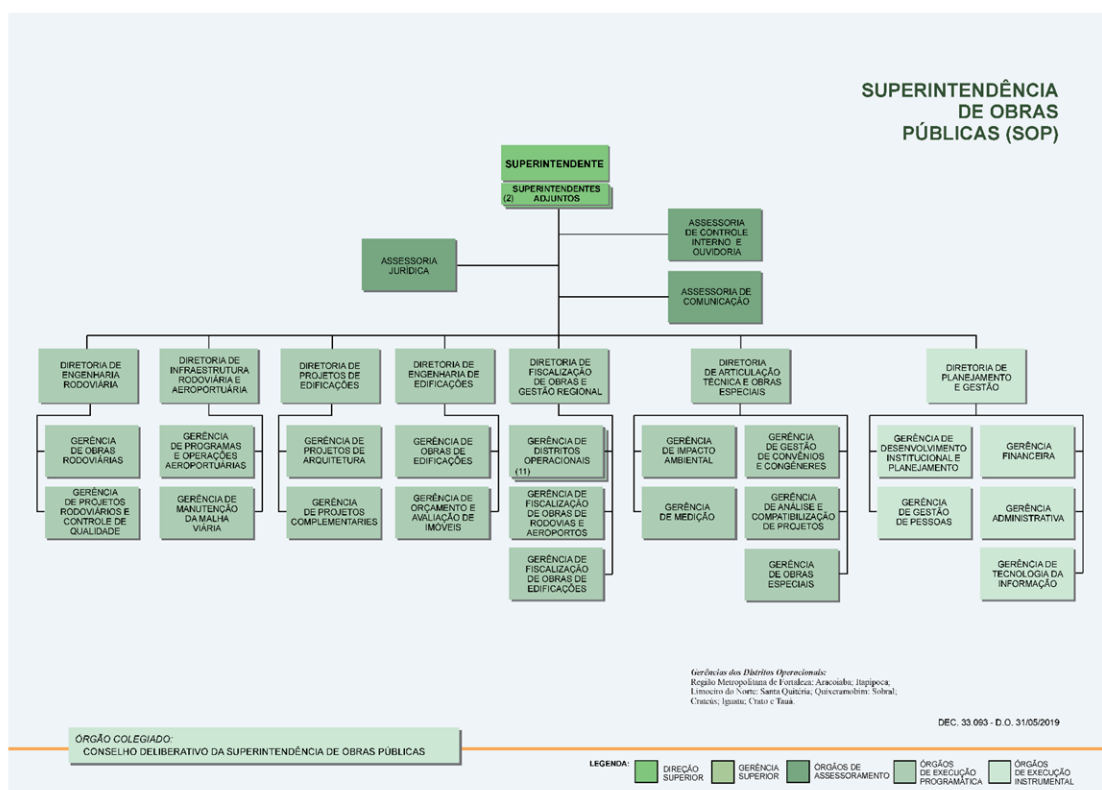 SUPERINTENDÊNCIA
DE OBRAS
PÚBLICAS (SOP)
SUPERINTENDENTE
SUPERINTENDENTES
(2) ADJUNTOS
ASSESSORIA
DE CONTROLE
INTERNO E
OUVIDORIA
ASSESSORIA
JURÍDICA
ASSESSORIA DE
COMUNICAÇÃO
DIRETORIA DE
ENGENHARIA
RODOVIÁRIA
DIRETORIA DE
INFRAESTRUTURA
RODOVIÁRIA E
AEROPORTUÁRIA
DIRETORIA DE
PROJETOS DE
EDIFICAÇÕES
DIRETORIA DE
ENGENHARIA DE
EDIFICAÇÕES
DIRETORIA DE
FISCALIZAÇÃO
DE OBRAS E
GESTÃO REGIONAL
DIRETORIA
DE ARTICULAÇÃO
TÉCNICA E OBRAS
ESPECIAIS
DIRETORIA DE
PLANEJAMENTO
E GESTÃO
GERÊNCIA
DE OBRAS
RODOVIÁRIAS
GERÊNCIA
DE PROGRAMAS
E OPERAÇÕES
AEROPORTUÁRIAS
GERÊNCIA DE
PROJETOS DE
ARQUITETURA
GERÊNCIA DE
OBRAS DE
EDIFICAÇÕES
GERÊNCIA DE
DISTRITOS
OPERACIONAIS
(11)
GERÊNCIA
DE IMPACTO
AMBIENTAL
GERÊNCIA
DE GESTÃO
DE CONVÊNIOS
E CONGÊNERES
GERÊNCIA DE
DESENVOLVIMENTO
INSTITUCIONAL E
PLANEJAMENTO
GERÊNCIA
FINANCEIRA
GERÊNCIA
DE PROJETOS
RODOVIÁRIOS E
CONTROLE DE
QUALIDADE
GERÊNCIA DE
MANUTENÇÃO
DA MALHA
VIÁRIA
GERÊNCIA
DE PROJETOS
COMPLEMENTARIES
GERÊNCIA DE
ORÇAMENTO E
AVALIAÇÃO DE
IMÓVEIS
GERÊNCIA DE
FISCALIZAÇÃO
DE OBRAS DE
RODOVIAS E
AEROPORTOS
GERÊNCIA
DE MEDIÇÃO
GERÊNCIA
DE ANÁLISE E
COMPATIBILIZAÇÃO
DE PROJETOS
GERÊNCIA
DE GESTÃO
DE PESSOAS
GERÊNCIA
ADMINISTRATIVA
GERÊNCIA DE
FISCALIZAÇÃO
DE OBRAS DE
EDIFICAÇÕES
GERÊNCIA
DE OBRAS
ESPECIAIS
GERÊNCIA DE
TECNOLOGIA DA
INFORMAÇÃO
Gerências dos Distritos Operacionais:
Região Metropolitana de Fortaleza; Aracoiaba; Itapipoca;
Limoeiro do Norte; Santa Quitéria; Quixeramobim; Sobral;
Crateús; Iguatu; Crato e Tauá.
DEC. 33.093 - D.O. 31/05/2019
ÓRGÃO COLEGIADO:
CONSELHO DELIBERATIVO DA SUPERINTENDÊNCIA DE OBRAS PÚBLICAS
LEGENDA:
DIREÇÃO
SUPERIOR
GERÊNCIA
SUPERIOR
ÓRGÃOS DE
ASSESSORAMENTO
ÓRGÃOS
DE EXECUÇÃO
PROGRAMÁTICA
ÓRGÃOS
DE EXECUÇÃO
INSTRUMENTAL